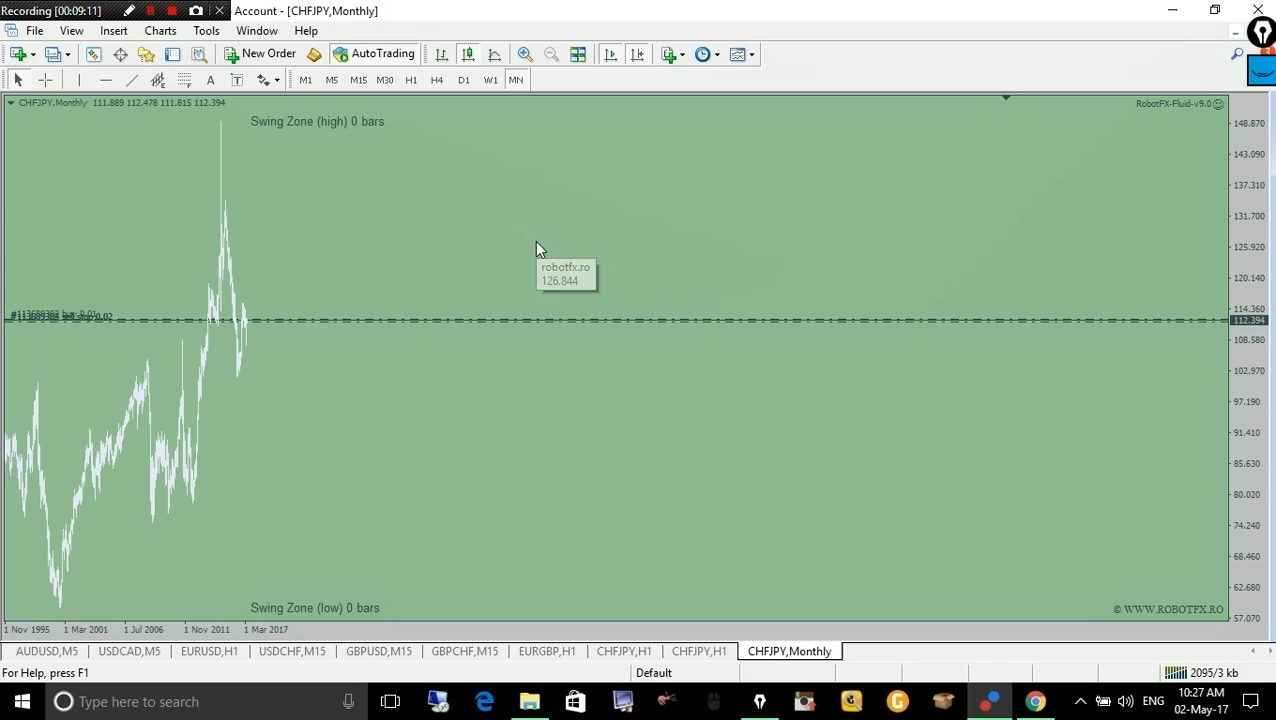 Recording [00:09:11]
Account - [CHFJPY,Monthly]
File View Insert Charts Tools Window Help
New Order AutoTrading
A T M1 M5 M15 M30 H1 H4 D1 W1 MN
CHFJPY,Monthly 111.889 112.478 111.815 112.394
RobotFX-Fluid-v9.0
Swing Zone (high) 0 bars
148.870
143.090
137.310
131.700
125.920
120.140
114.360
112.394
108.580
102.970
97.190
91.410
85.630
80.020
74.240
68.460
62.680
57.070
robotfx.ro
126.844
Swing Zone (low) 0 bars
© WWW.ROBOTFX.RO
1 Nov 1995 1 Mar 2001 1 Jul 2006 1 Nov 2011 1 Mar 2017
AUDUSD,M5 USDCAD,M5 EURUSD,H1 USDCHF,M15 GBPUSD,M15 GBPCHF,M15 EURGBP,H1 CHFJPY,H1 CHFJPY,H1 CHFJPY,Monthly
For Help, press F1 Default 2095/3 kb
Type here to search ENG 10:27 AM
02-May-17